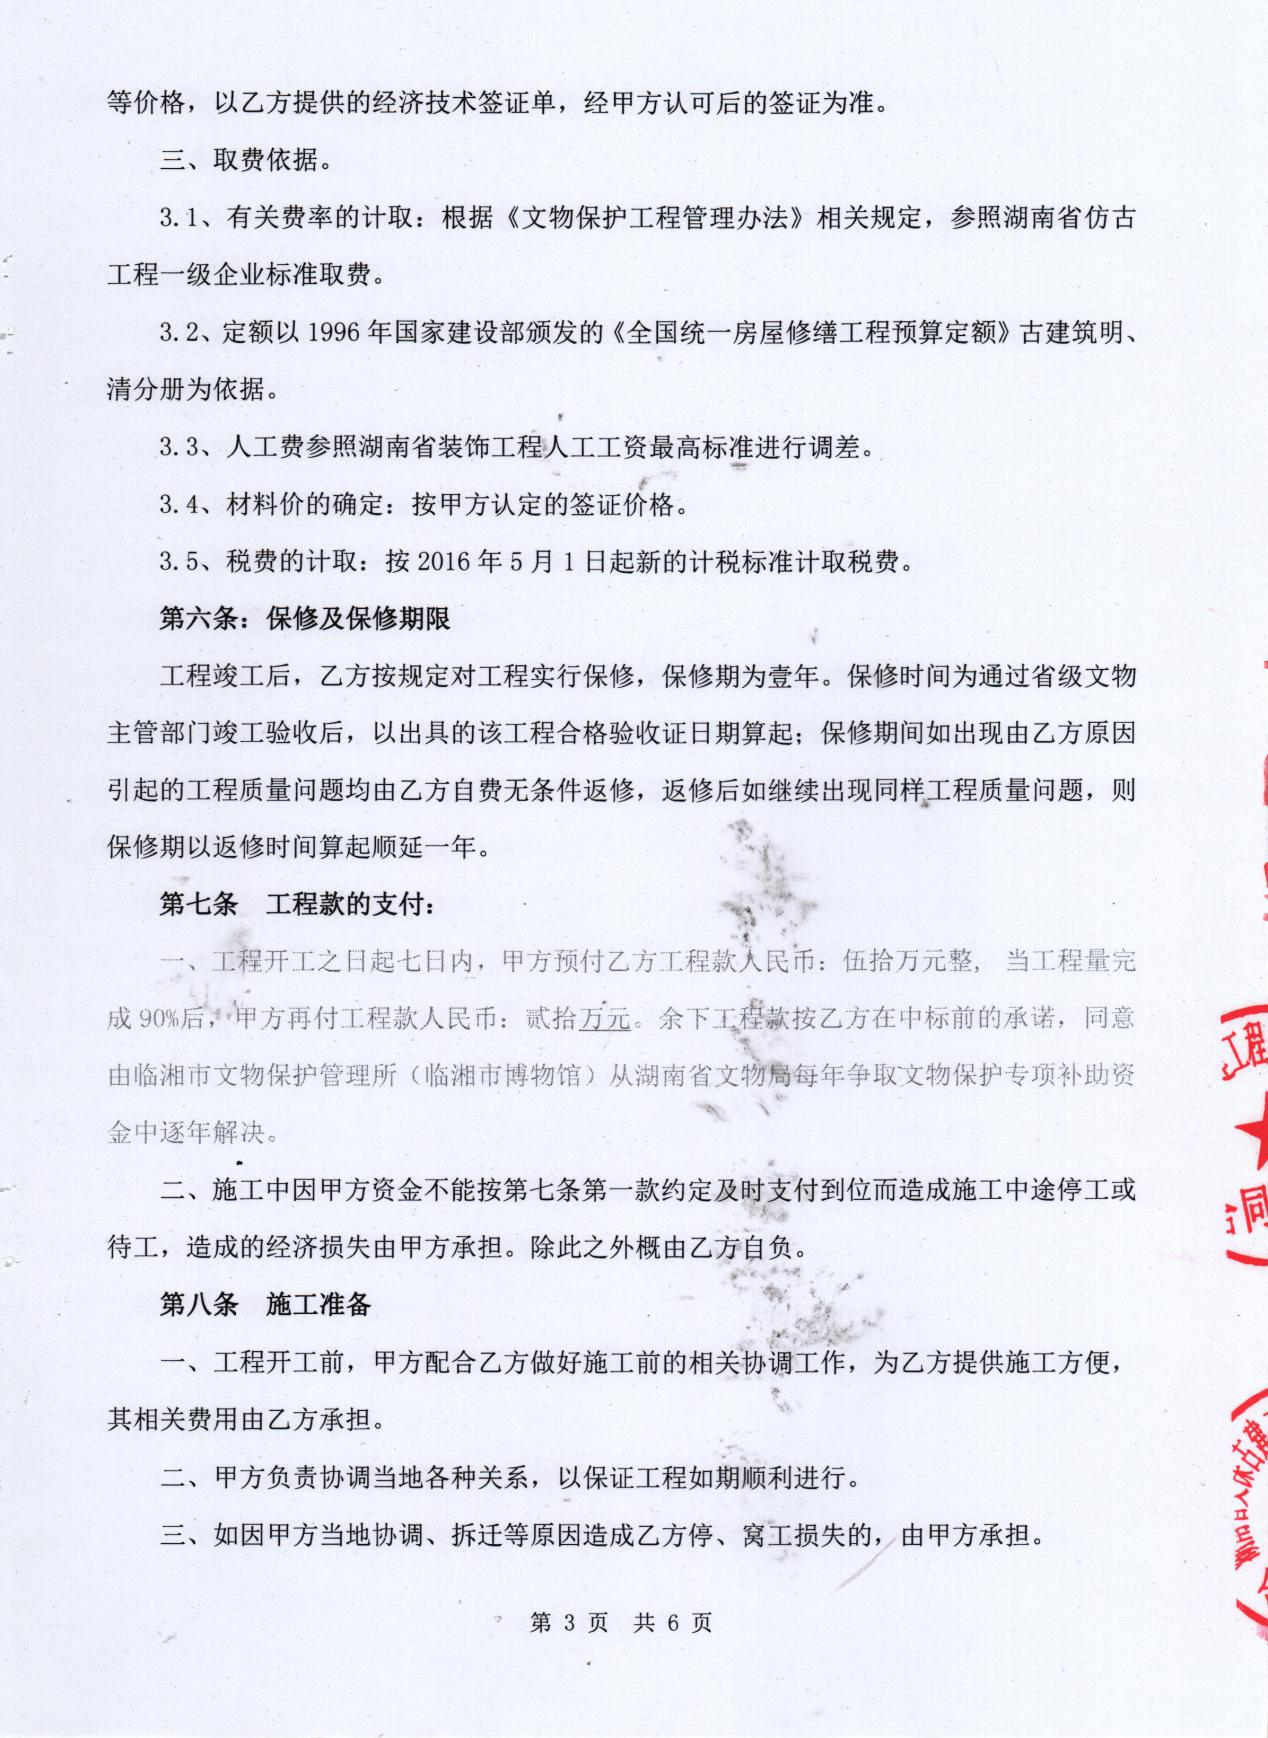 等价格，以乙方提供的经济技术签证单，经甲方认可后的签证为准。
三、取费依据。
3.1、有关费率的计取：根据《文物保护工程管理办法》相关规定，参照湖南省仿古
工程一级企业标准取费。
3.2、定额以 1996 年国家建设部颁发的《全国统一房屋修缮工程预算定额》古建筑明、
清分册为依据。
3.3、人工费参照湖南省装饰工程人工工资最高标准进行调差。
3.4、材料价的确定：按甲方认定的签证价格。
3.5、税费的计取：按 2016 年 5 月 1 日起新的计税标准计取税费。
第六条：保修及保修期限
工程竣工后，乙方按规定对工程实行保修，保修期为壹年。保修时间为通过省级文物
主管部门竣工验收后，以出具的该工程合格验收证日期算起；保修期间如出现由乙方原因
引起的工程质量问题均由乙方自费无条件返修，返修后如继续出现同样工程质量问题，则
保修期以返修时间算起顺延一年。
第七条　工程款的支付：
一、工程开工之日起七日内，甲方预付乙方工程款人民币：伍拾万元整，当工程量完
成 90%后，甲方再付工程款人民币：贰拾万元。余下工程款按乙方在中标前的承诺，同意
由临湘市文物保护管理所（临湘市博物馆）从湖南省文物局每年争取文物保护专项补助资
金中逐年解决。
二、施工中因甲方资金不能按第七条第一款约定及时支付到位而造成施工中途停工或
待工，造成的经济损失由甲方承担。除此之外概由乙方自负。
第八条　施工准备
一、工程开工前，甲方配合乙方做好施工前的相关协调工作，为乙方提供施工方便，
其相关费用由乙方承担。
二、甲方负责协调当地各种关系，以保证工程如期顺利进行。
三、如因甲方当地协调、拆迁等原因造成乙方停、窝工损失的，由甲方承担。
第 3 页　共 6 页
工程
同